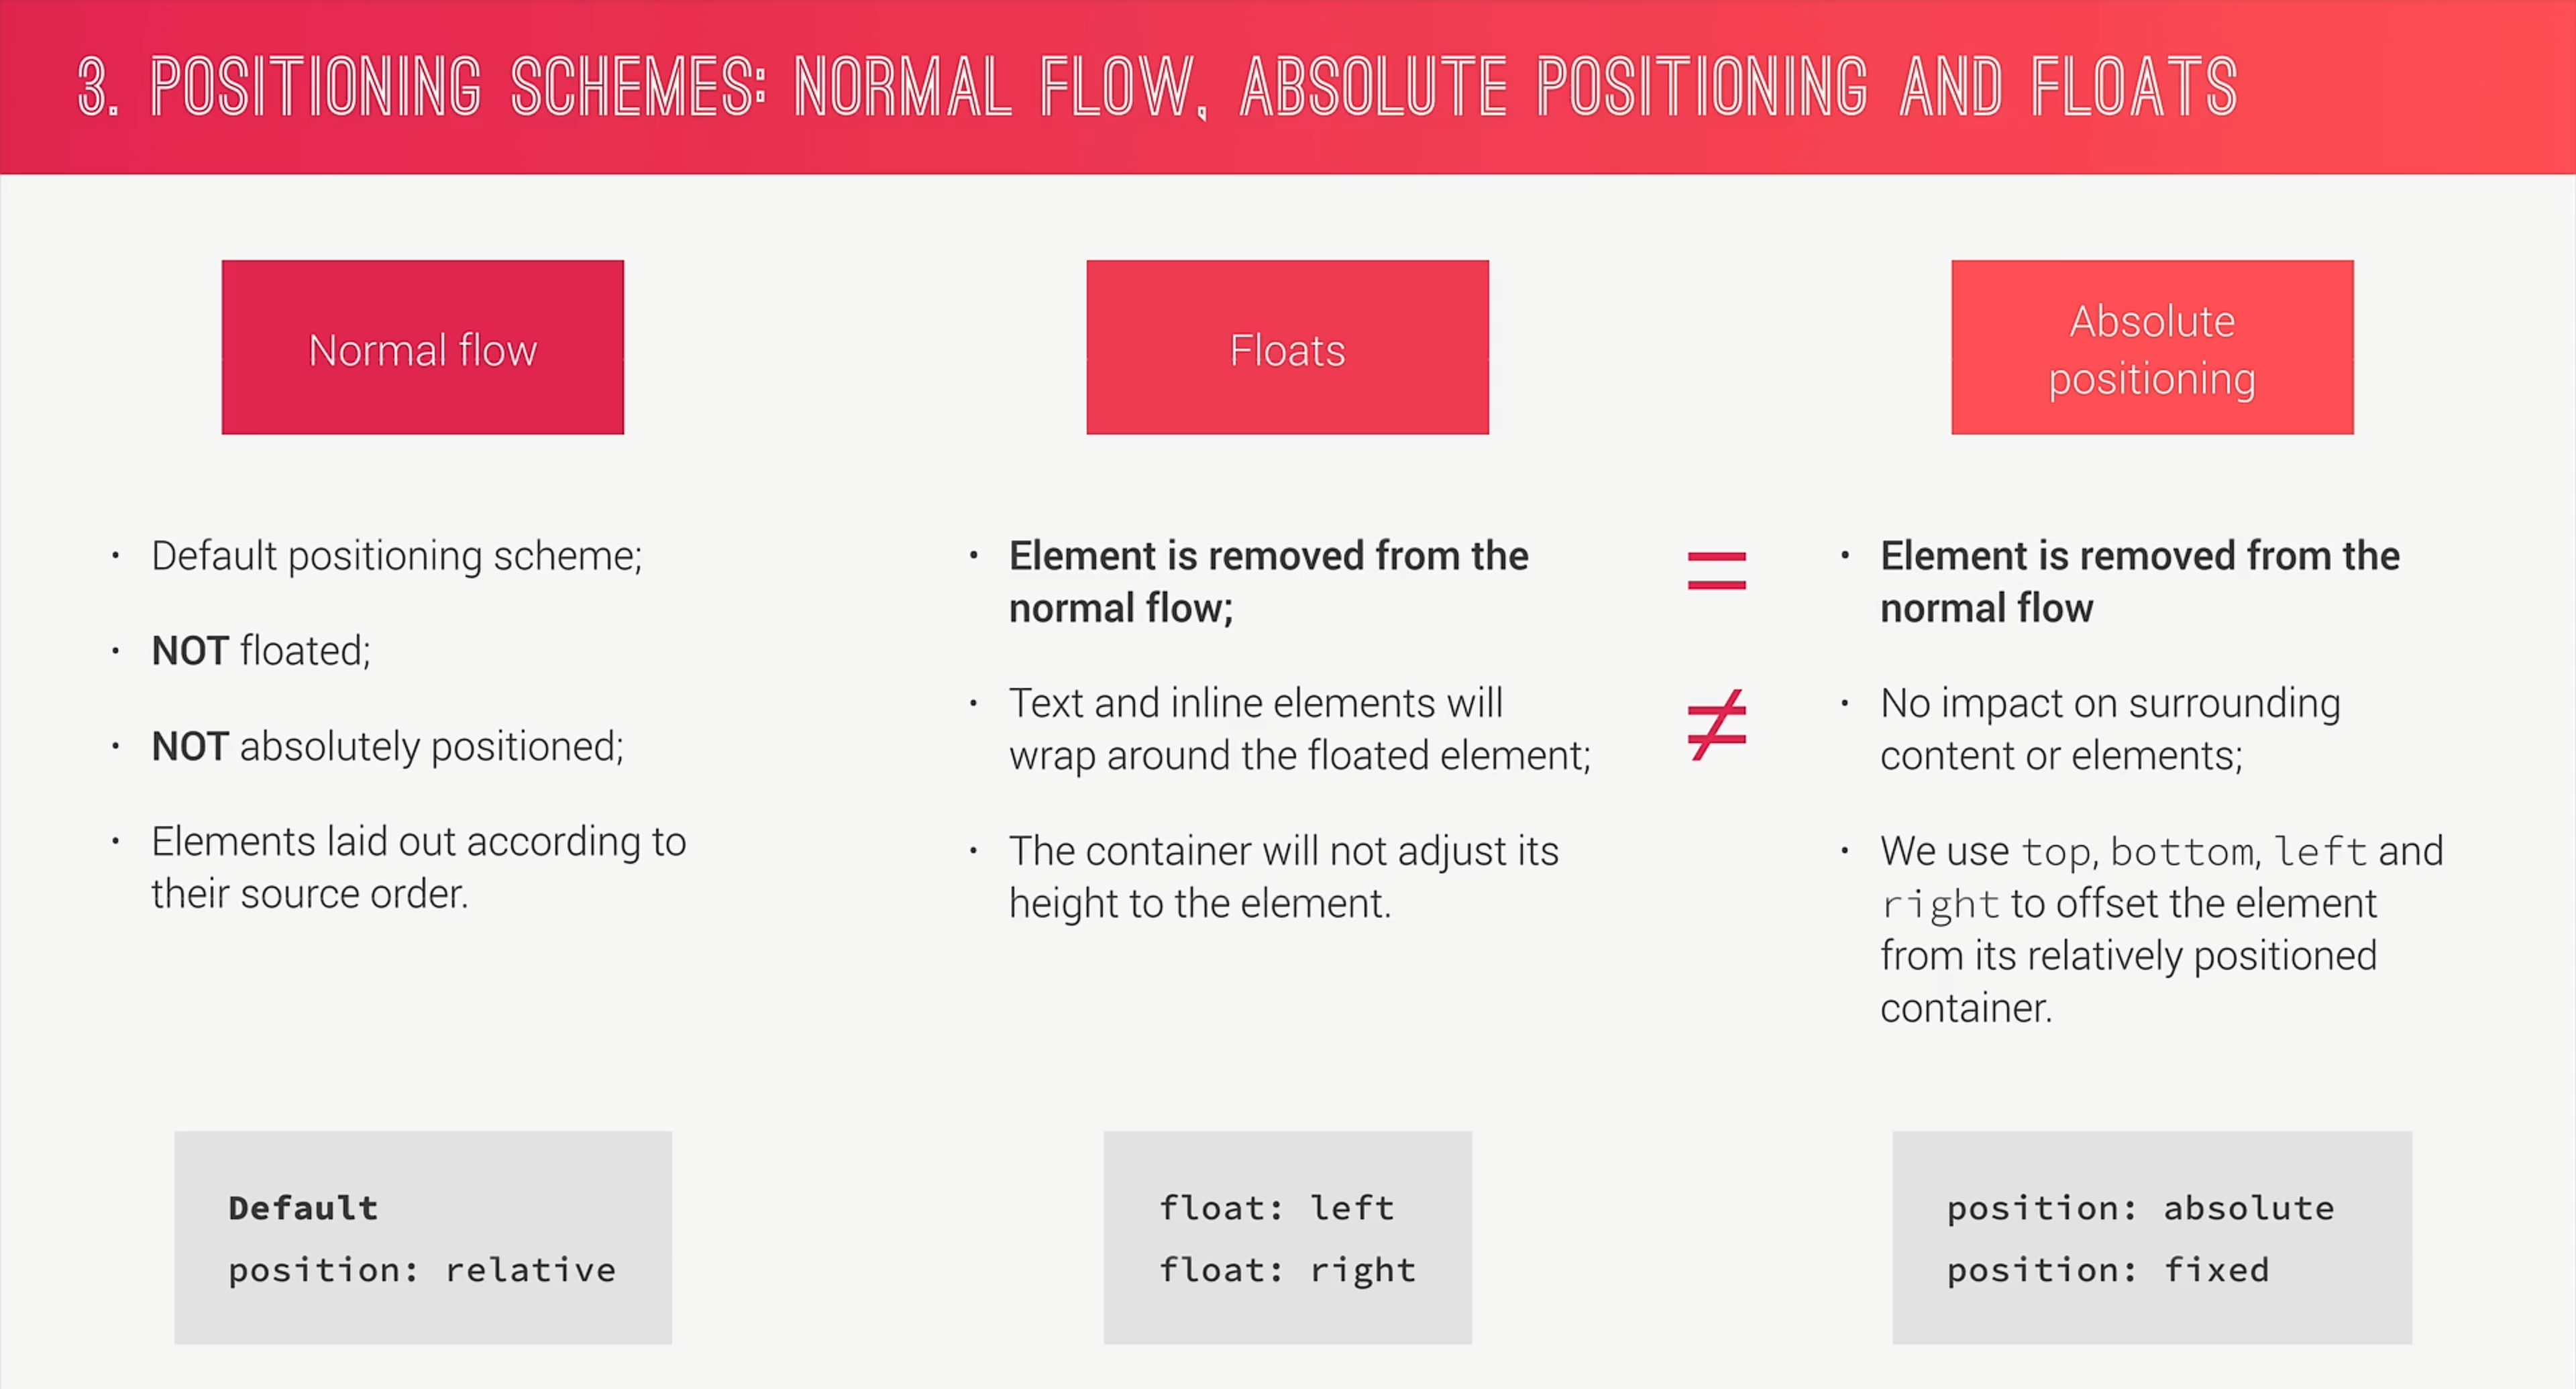 3. POSITIONING SCHEMES: NORMAL FLOW, ABSOLUTE POSITIONING AND FLOATS
Normal flow
• Default positioning scheme;
• NOT floated;
• NOT absolutely positioned;
• Elements laid out according to
their source order.
Default
position: relative
Floats
• Element is removed from the
normal flow;
• Text and inline elements will
wrap around the floated element;
• The container will not adjust its
height to the element.
float: left
float: right
=
≠
Absolute
positioning
• Element is removed from the
normal flow
• No impact on surrounding
content or elements;
• We use top, bottom, left and
right to offset the element
from its relatively positioned
container.
position: absolute
position: fixed